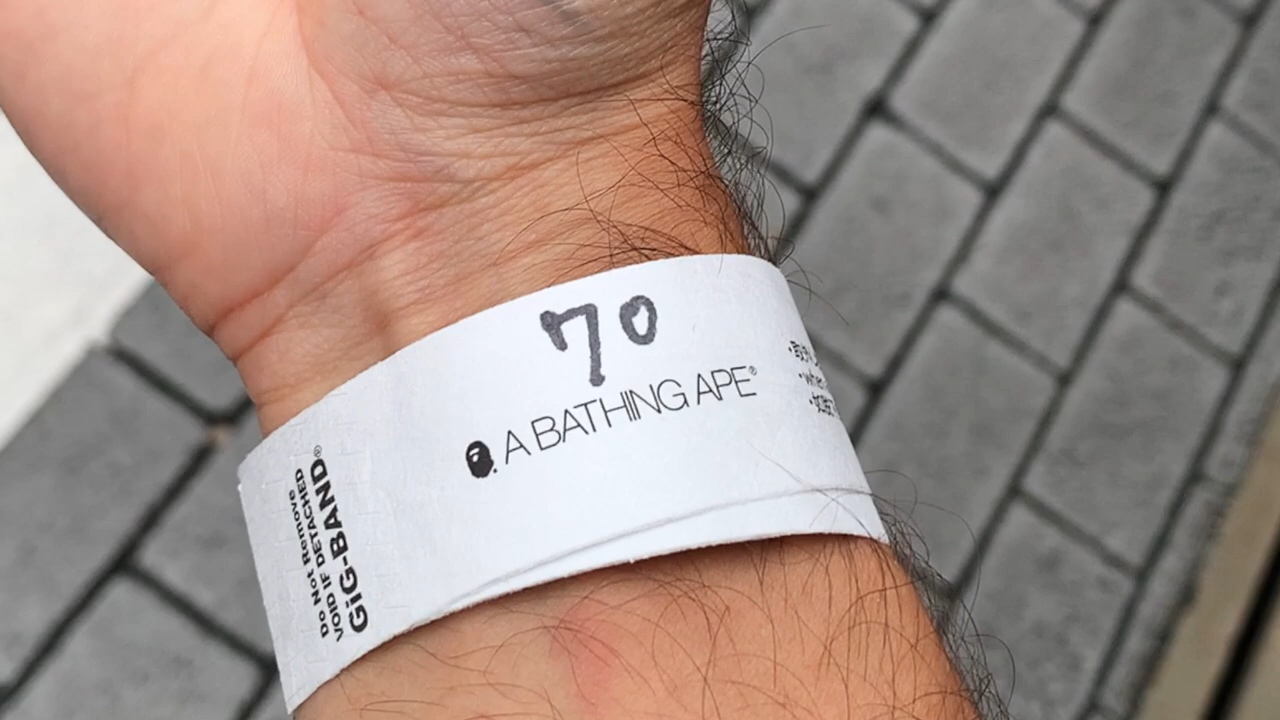 70
A BATHING APE®
Do Not Remove
VOID IF DETACHED
GiG-BAND®